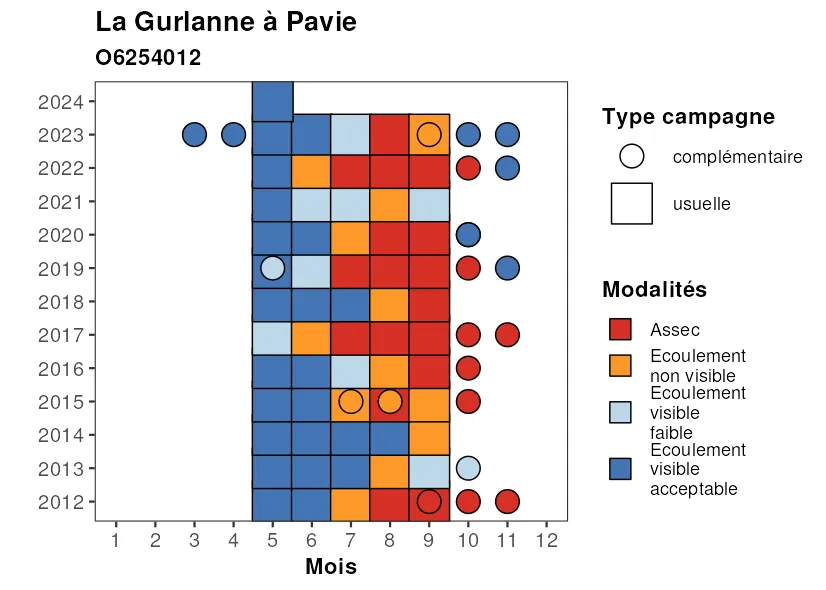 La Gurlanne à Pavie
O6254012
2024
2023
2022
2021
2020
2019
2018
2017
2016
2015
2014
2013
2012
1 2 3 4 5 6 7 8 9 10 11 12
Mois
Type campagne
complémentaire
usuelle
Modalités
Assec
Ecoulement
non visible
Ecoulement
visible
faible
Ecoulement
visible
acceptable